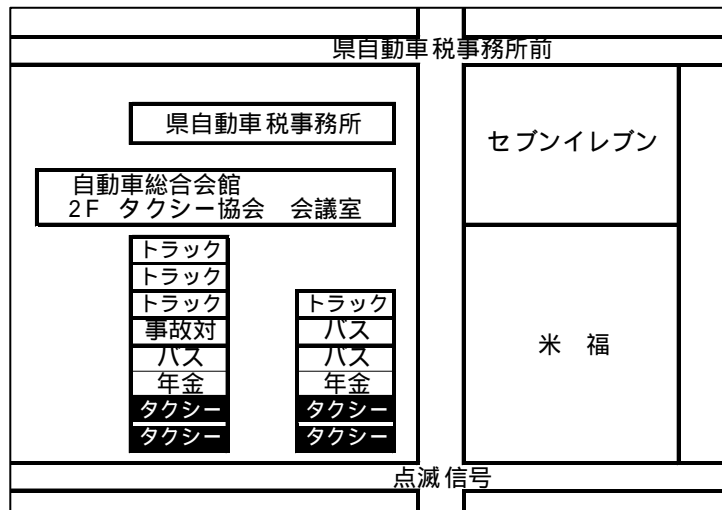 県自動車税事務所前
県自動車税事務所
セブンイレブン
自動車総合会館
2F タクシー協会 会議室
トラック
トラック
トラック
事故対
バス
年金
タクシー
タクシー
トラック
バス
バス
年金
タクシー
タクシー
米 福
点滅信号